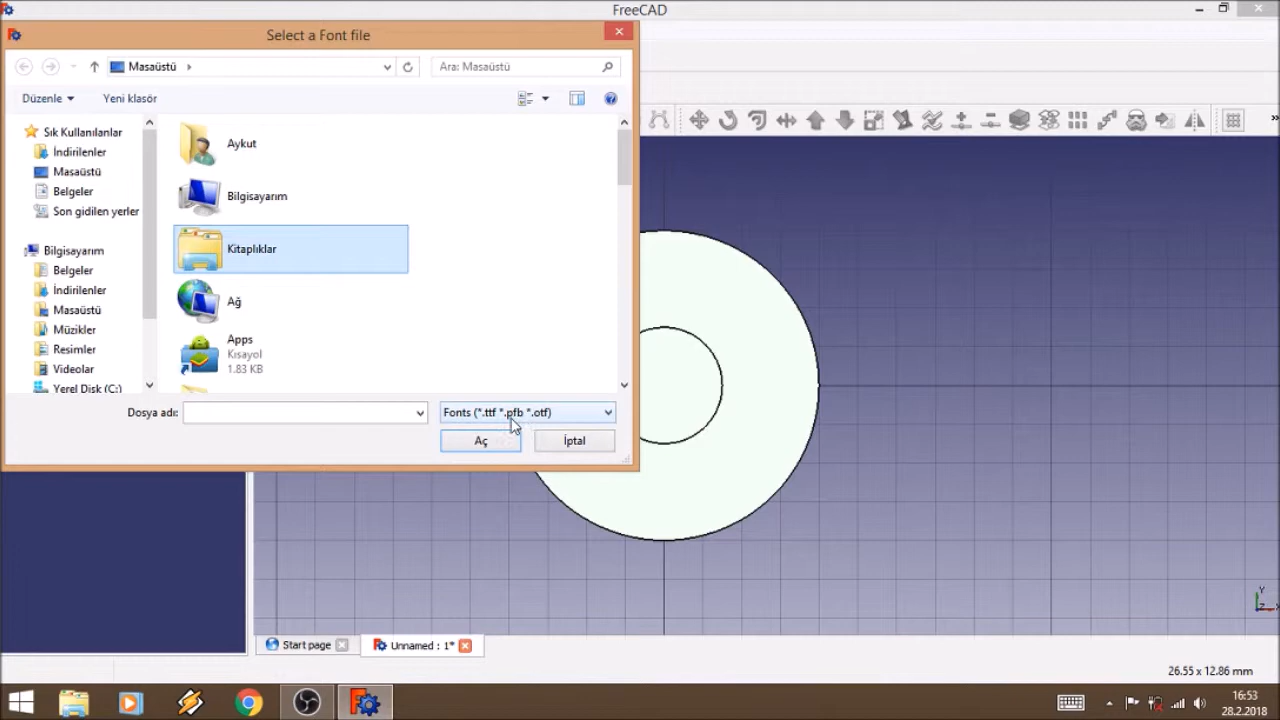 FreeCAD
Select a Font file
Masaüstü
Ara: Masaüstü
Düzenle
Yeni klasör
Sık Kullanılanlar
İndirilenler
Masaüstü
Belgeler
Son gidilen yerler
Bilgisayarım
Belgeler
İndirilenler
Masaüstü
Müzikler
Resimler
Videolar
Yerel Disk (C:)
Aykut
Bilgisayarım
Kitaplıklar
Ağ
Apps
Kısayol
1.83 KB
Dosya adı:
Fonts (*.ttf *.pfb *.otf)
Aç
İptal
Start page
Unnamed : 1*
Y
Z
X
26.55 x 12.86 mm
16:53
28.2.2018